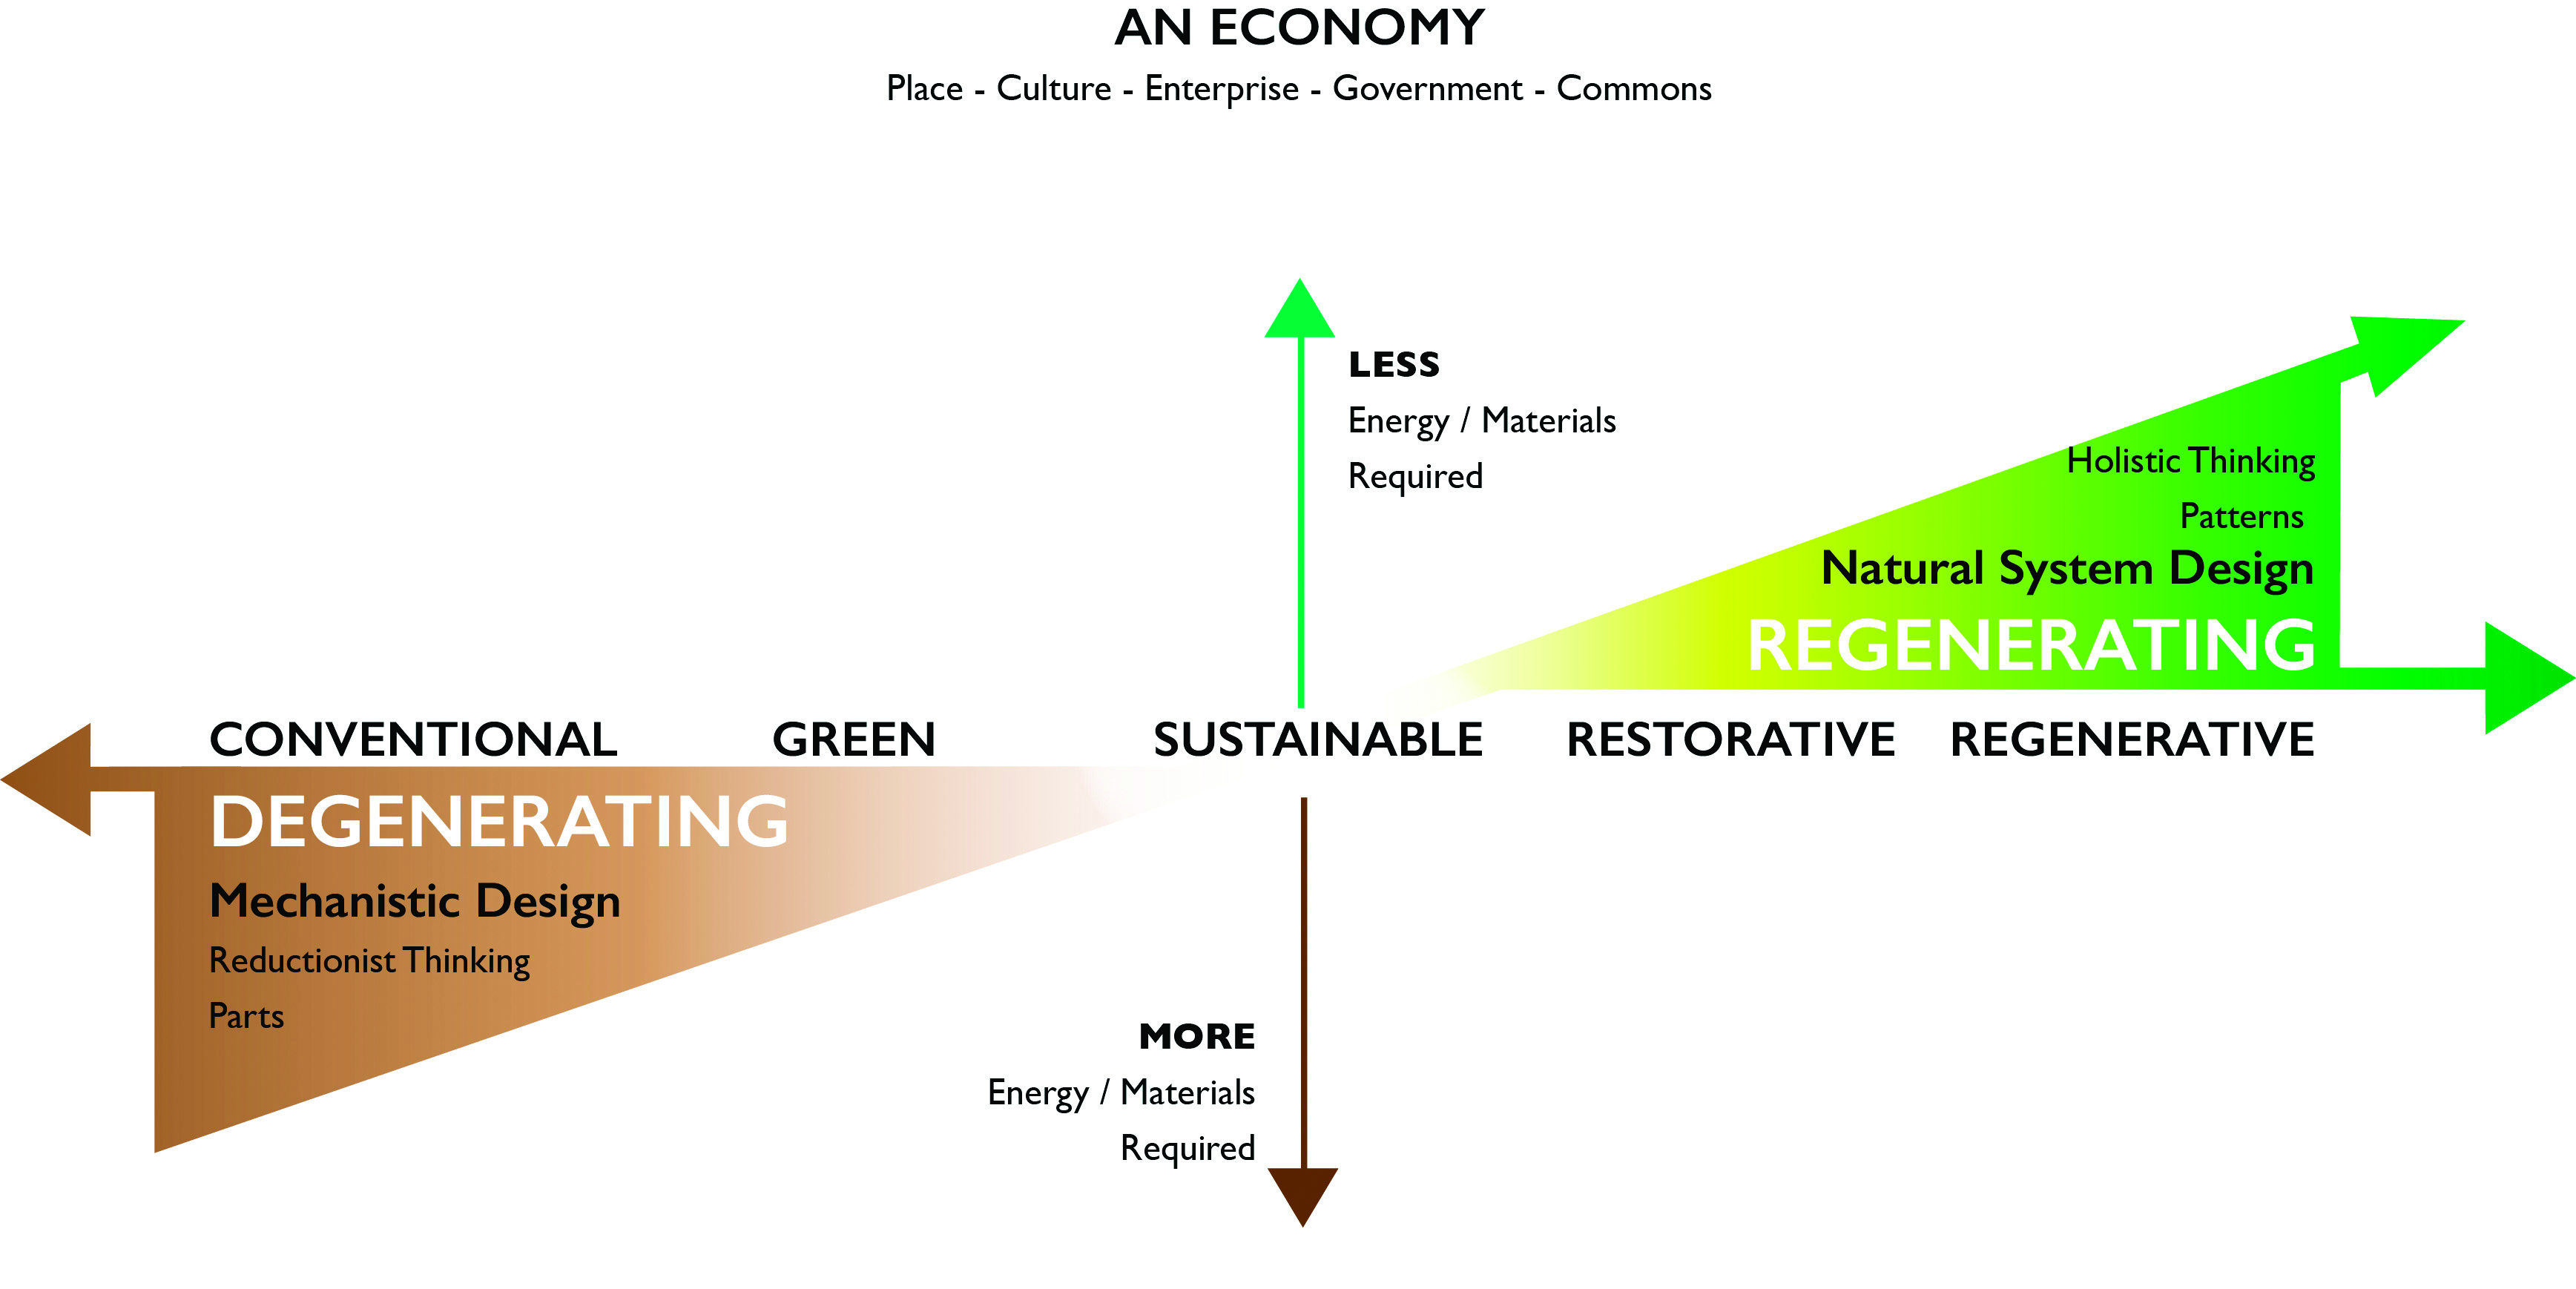 AN ECONOMY
Place - Culture - Enterprise - Government - Commons
LESS
Energy / Materials
Required
Holistic Thinking
Patterns
Natural System Design
REGENERATING
CONVENTIONAL GREEN SUSTAINABLE RESTORATIVE REGENERATIVE
DEGENERATING
Mechanistic Design
Reductionist Thinking
Parts
MORE
Energy / Materials
Required